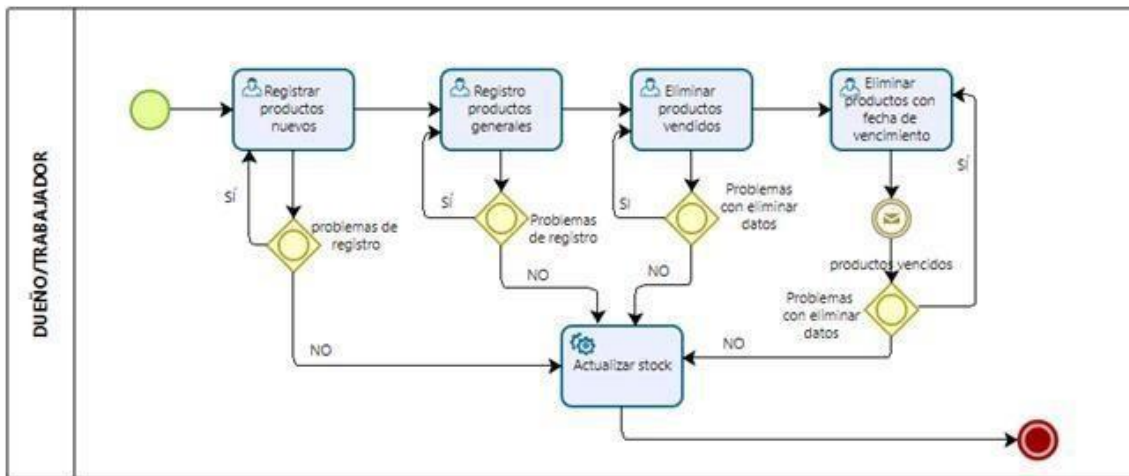 DUEÑO/TRABAJADOR
Registrar
productos
nuevos
Registro
productos
generales
Eliminar
productos
vendidos
Eliminar
productos con
fecha de
vencimiento
SÍ
problemas de
registro
SÍ
Problemas
de registro
SI
Problemas
con eliminar
datos
SÍ
productos vencidos
Problemas
con eliminar
datos
NO
NO
NO
NO
Actualizar stock